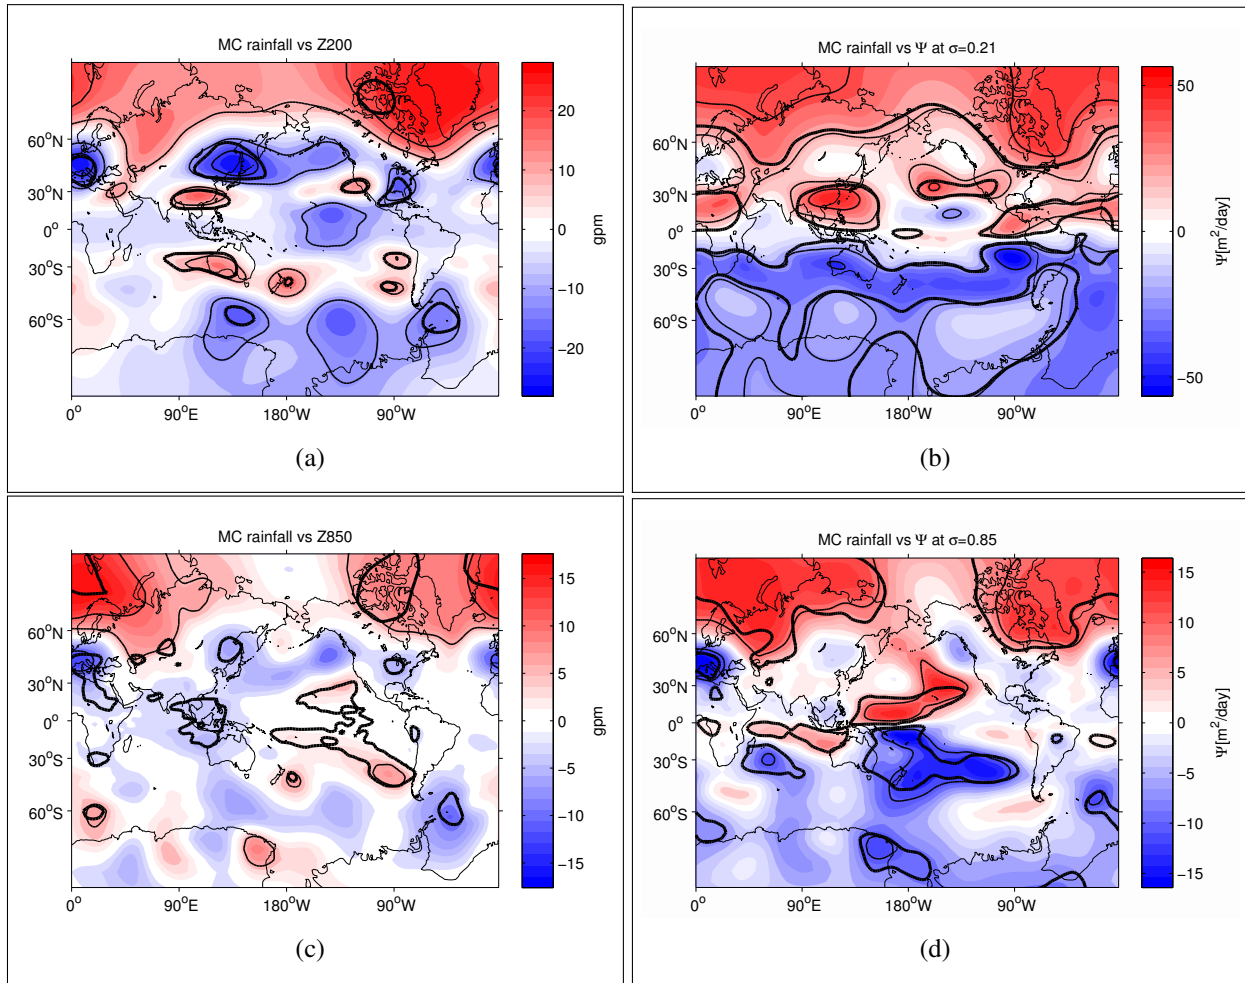 MC rainfall vs Z200
60°N
30°N
0°
30°S
60°S
0°
90°E
180°W
90°W
20
10
0
−10
−20
gpm
(a)
MC rainfall vs Ψ at σ=0.21
60°N
30°N
0°
30°S
60°S
0°
90°E
180°W
90°W
50
0
−50
Ψ[m²/day]
(b)
MC rainfall vs Z850
60°N
30°N
0°
30°S
60°S
0°
90°E
180°W
90°W
15
10
5
0
−5
−10
−15
gpm
(c)
MC rainfall vs Ψ at σ=0.85
60°N
30°N
0°
30°S
60°S
0°
90°E
180°W
90°W
15
10
5
0
−5
−10
−15
Ψ[m²/day]
(d)